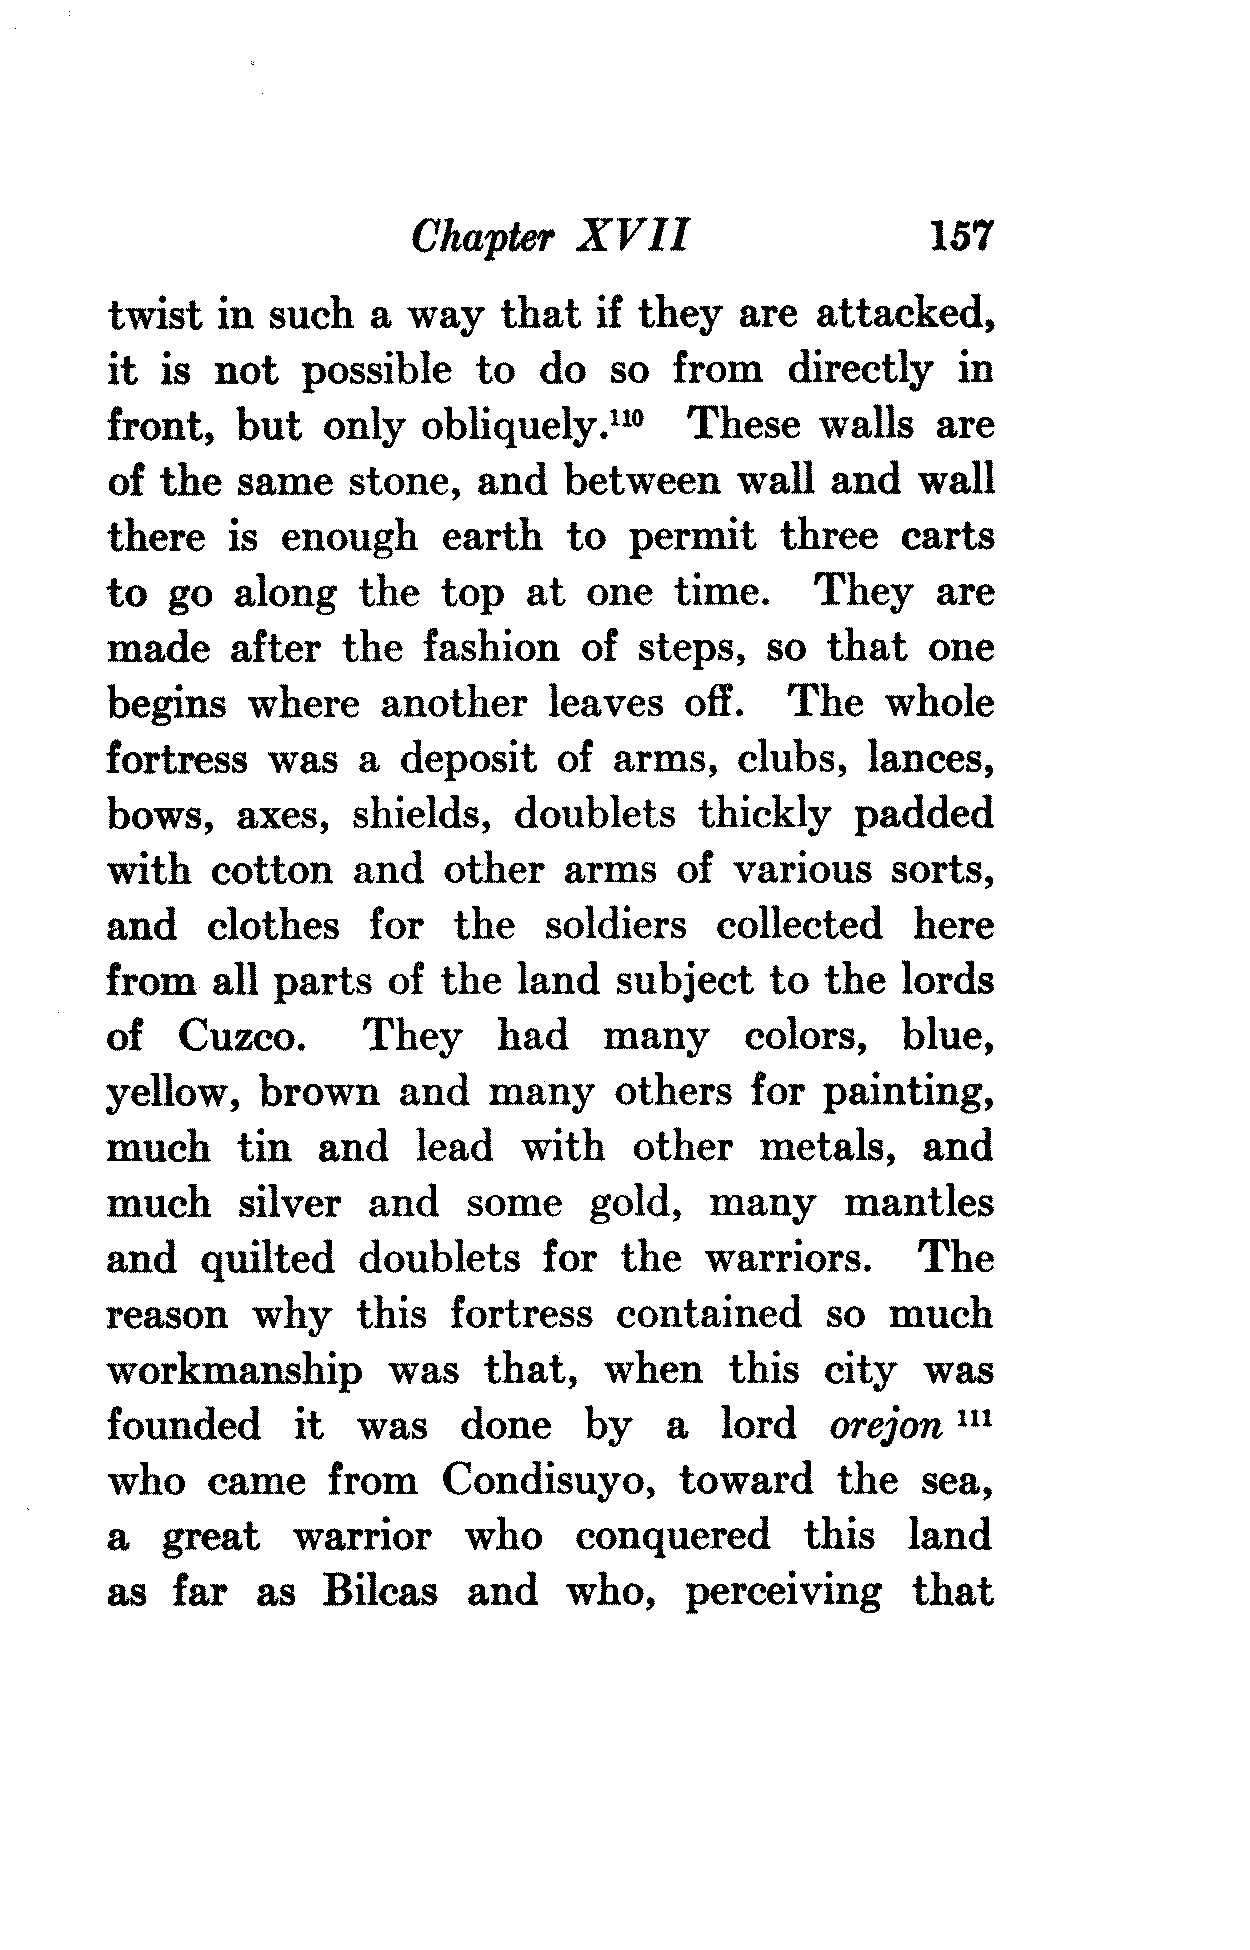 Chapter XVII 157
twist in such a way that if they are attacked,
it is not possible to do so from directly in
front, but only obliquely.¹¹⁰ These walls are
of the same stone, and between wall and wall
there is enough earth to permit three carts
to go along the top at one time. They are
made after the fashion of steps, so that one
begins where another leaves off. The whole
fortress was a deposit of arms, clubs, lances,
bows, axes, shields, doublets thickly padded
with cotton and other arms of various sorts,
and clothes for the soldiers collected here
from all parts of the land subject to the lords
of Cuzco. They had many colors, blue,
yellow, brown and many others for painting,
much tin and lead with other metals, and
much silver and some gold, many mantles
and quilted doublets for the warriors. The
reason why this fortress contained so much
workmanship was that, when this city was
founded it was done by a lord orejon ¹¹¹
who came from Condisuyo, toward the sea,
a great warrior who conquered this land
as far as Bilcas and who, perceiving that